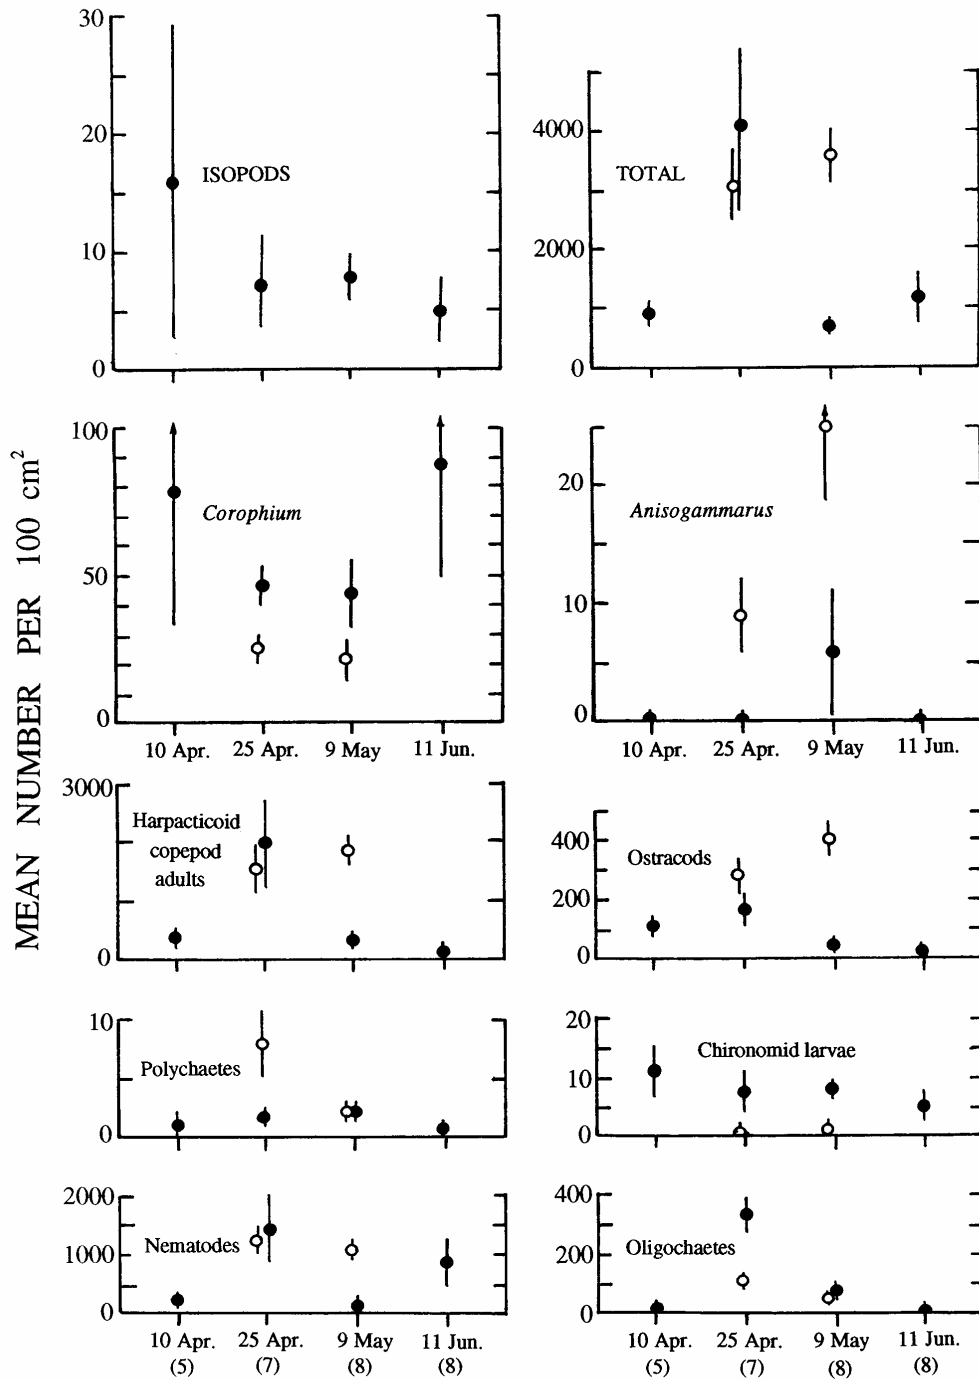 MEAN NUMBER PER 100 cm²
30
20
10
0
ISOPODS
4000
2000
0
TOTAL
100
50
0
Corophium
10 Apr. 25 Apr. 9 May 11 Jun.
20
10
0
Anisogammarus
10 Apr. 25 Apr. 9 May 11 Jun.
3000
0
Harpacticoid
copepod
adults
400
200
0
Ostracods
10
0
Polychaetes
20
10
0
Chironomid larvae
2000
1000
0
Nematodes
10 Apr. 25 Apr. 9 May 11 Jun.
(5) (7) (8) (8)
400
200
0
Oligochaetes
10 Apr. 25 Apr. 9 May 11 Jun.
(5) (7) (8) (8)